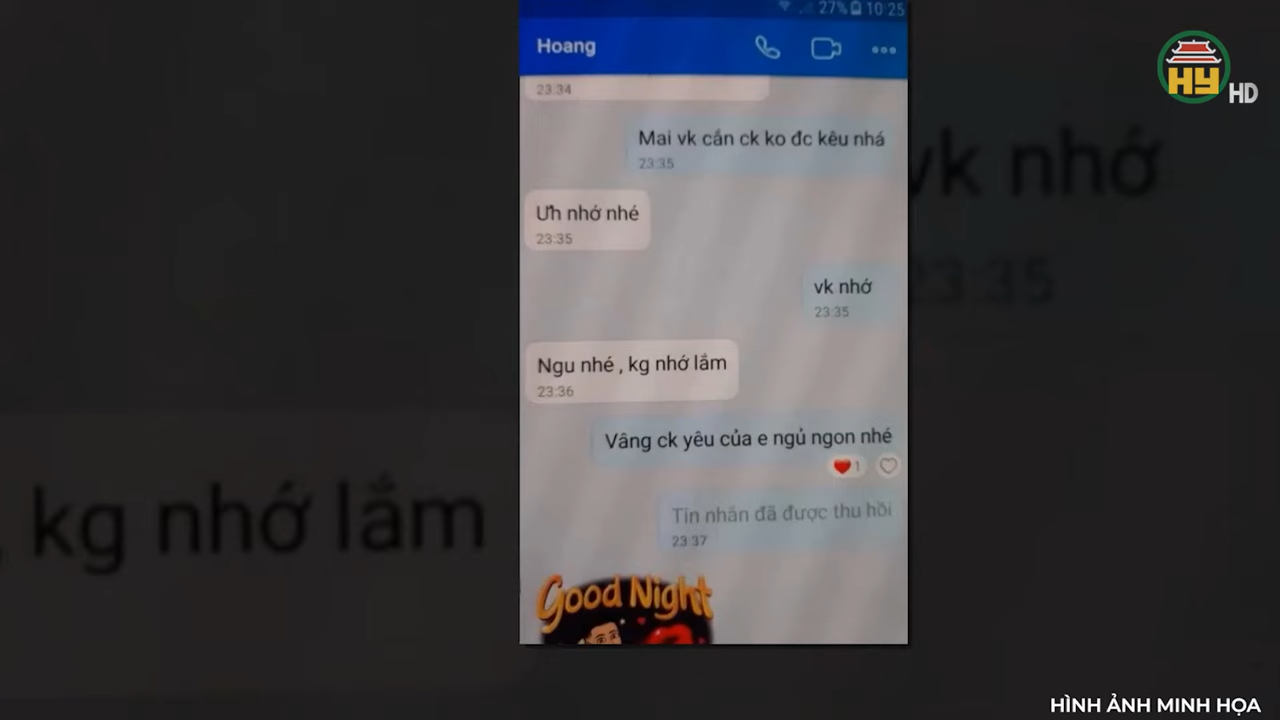 27% 10:25
Hoang
23:34
Mai vk cắn ck ko đc kêu nhá
23:35
Ưh nhớ nhé
23:35
vk nhớ
23:35
Ngu nhé , kg nhớ lắm
23:36
Vâng ck yêu của e ngủ ngon nhé
1
Tin nhắn đã được thu hồi
23:37
Good Night
HY HD
vk nhớ
23:35
, kg nhớ lắm
HÌNH ẢNH MINH HỌA